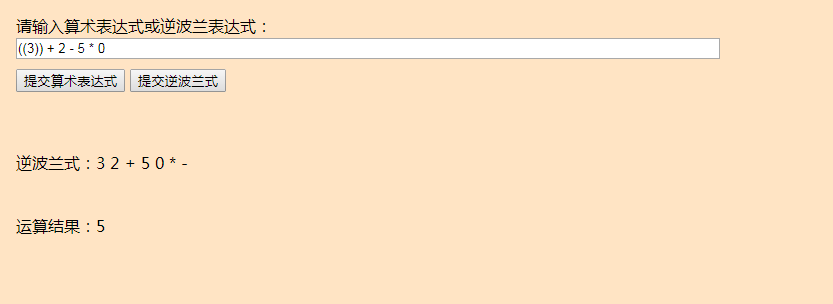 请输入算术表达式或逆波兰表达式：
((3)) + 2 - 5 * 0
提交算术表达式 提交逆波兰式
逆波兰式：3 2 + 5 0 * -
运算结果：5